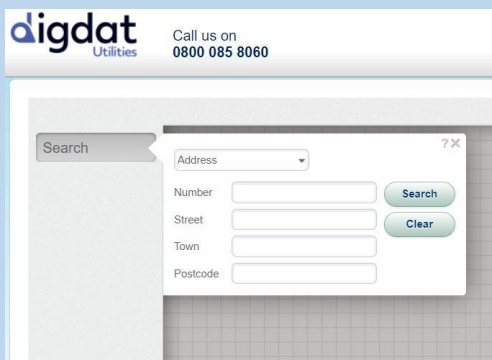 digdat
Utilities
Call us on
0800 085 8060
Search
?
Address
Number
Search
Street
Clear
Town
Postcode